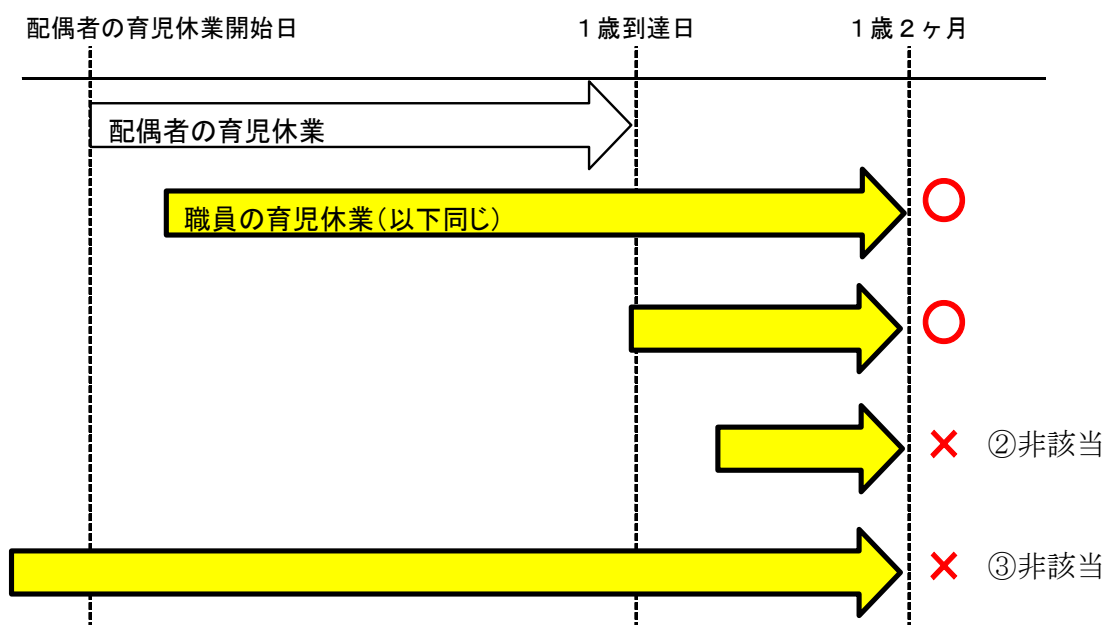 配偶者の育児休業開始日
1歳到達日
1歳2ヶ月
配偶者の育児休業
職員の育児休業(以下同じ)
②非該当
③非該当